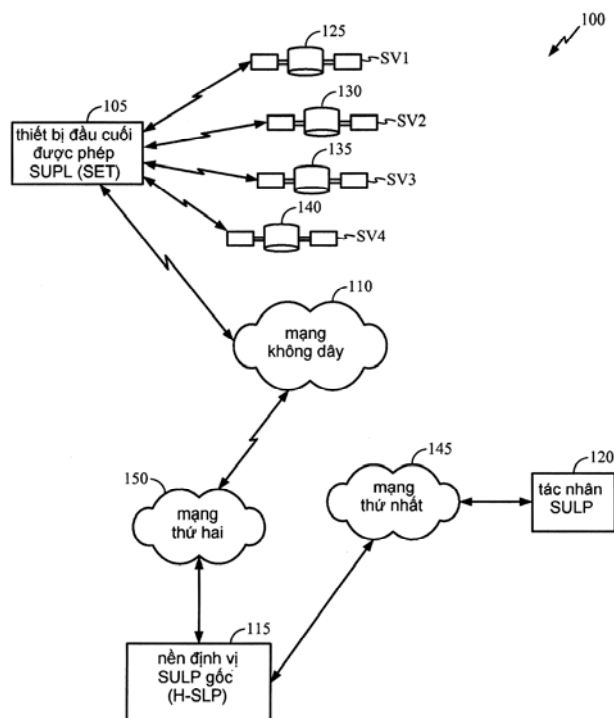 100
125
SV1
105
thiết bị đầu cuối
được phép
SUPL (SET)
130
SV2
135
SV3
140
SV4
110
mạng
không dây
145
mạng
thứ nhất
120
tác nhân
SULP
150
mạng
thứ hai
115
nền định vị
SULP gốc
(H-SLP)